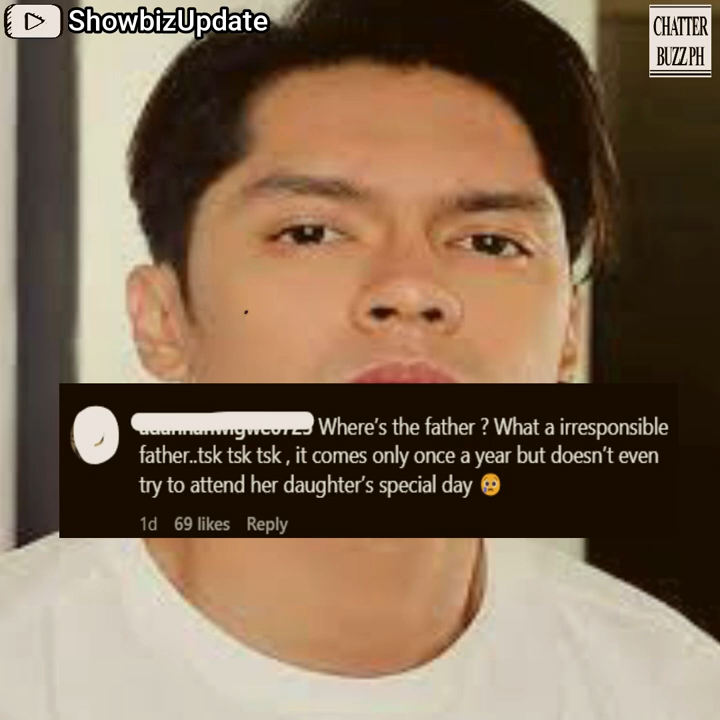 ShowbizUpdate
CHATTER
BUZZ PH
Where's the father ? What a irresponsible
father..tsk tsk tsk , it comes only once a year but doesn't even
try to attend her daughter's special day 😢
1d 69 likes Reply